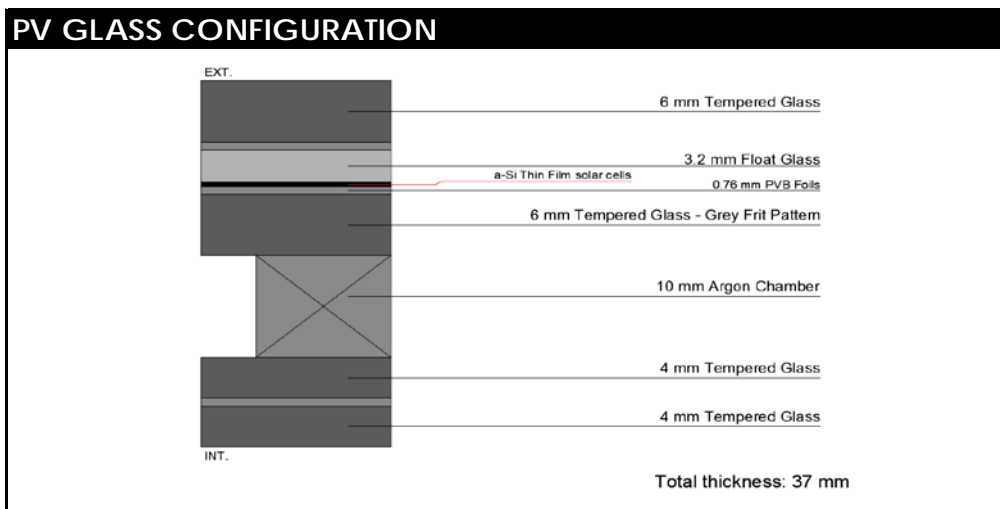 PV GLASS CONFIGURATION
EXT.
6 mm Tempered Glass
3.2 mm Float Glass
a-Si Thin Film solar cells
0.76 mm PVB Foils
6 mm Tempered Glass - Grey Frit Pattern
10 mm Argon Chamber
4 mm Tempered Glass
4 mm Tempered Glass
INT.
Total thickness: 37 mm